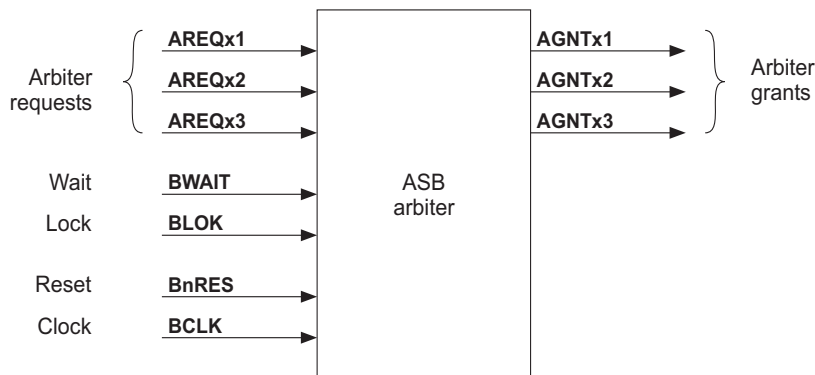 Arbiter
requests
AREQx1
AREQx2
AREQx3
Wait
BWAIT
Lock
BLOK
Reset
BnRES
Clock
BCLK
ASB
arbiter
AGNTx1
AGNTx2
AGNTx3
Arbiter
grants